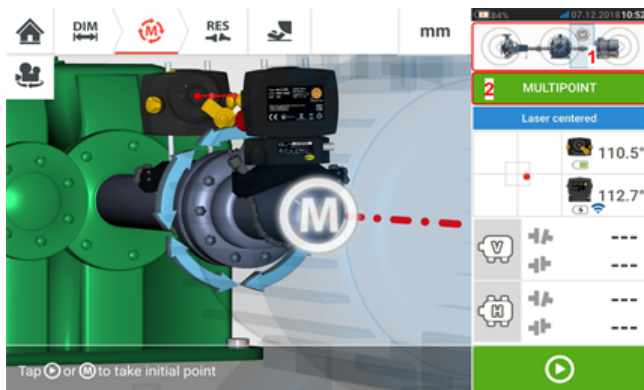 DIM
M
RES
mm
84%
07.12.2018 10:52
1
2 MULTIPOINT
Laser centered
110.5°
112.7°
M
V
---
---
H
---
---
Tap or M to take initial point